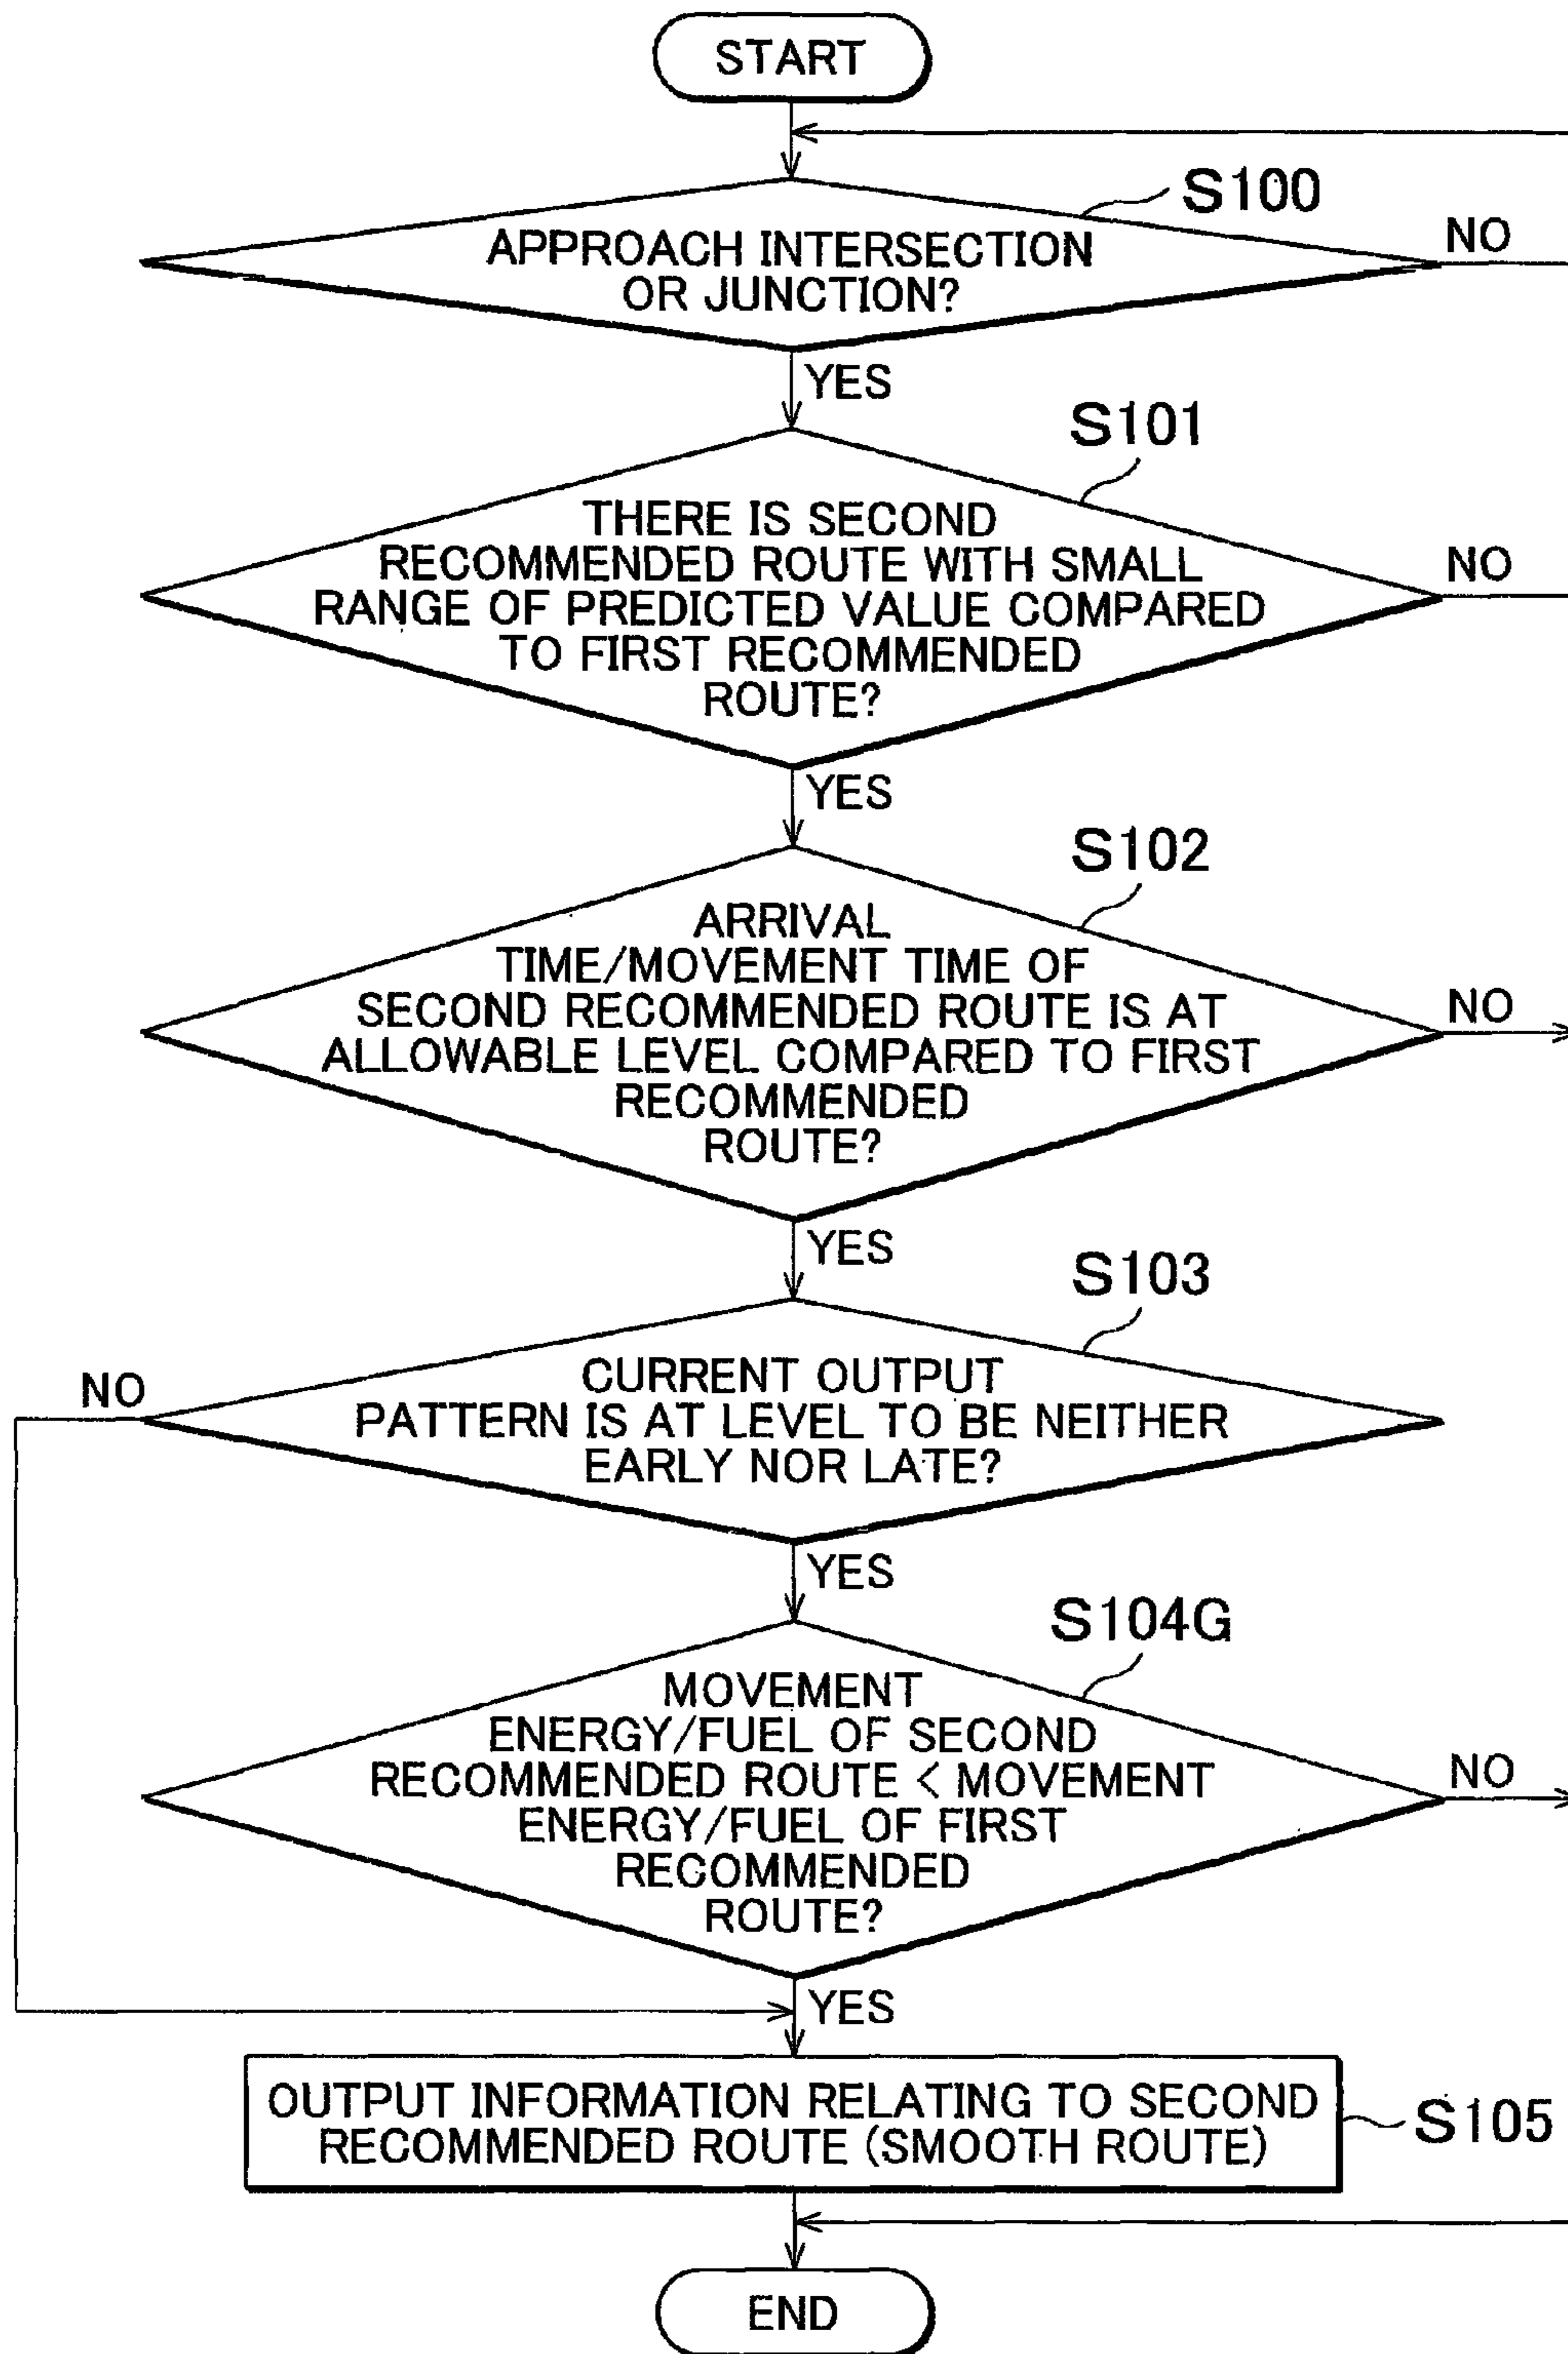 START
S100
APPROACH INTERSECTION
OR JUNCTION?
NO
YES
S101
THERE IS SECOND
RECOMMENDED ROUTE WITH SMALL
RANGE OF PREDICTED VALUE COMPARED
TO FIRST RECOMMENDED
ROUTE?
NO
YES
S102
ARRIVAL
TIME/MOVEMENT TIME OF
SECOND RECOMMENDED ROUTE IS AT
ALLOWABLE LEVEL COMPARED TO FIRST
RECOMMENDED
ROUTE?
NO
YES
S103
NO
CURRENT OUTPUT
PATTERN IS AT LEVEL TO BE NEITHER
EARLY NOR LATE?
YES
S104G
MOVEMENT
ENERGY/FUEL OF SECOND
RECOMMENDED ROUTE < MOVEMENT
ENERGY/FUEL OF FIRST
RECOMMENDED
ROUTE?
NO
YES
OUTPUT INFORMATION RELATING TO SECOND
RECOMMENDED ROUTE (SMOOTH ROUTE)
S105
END